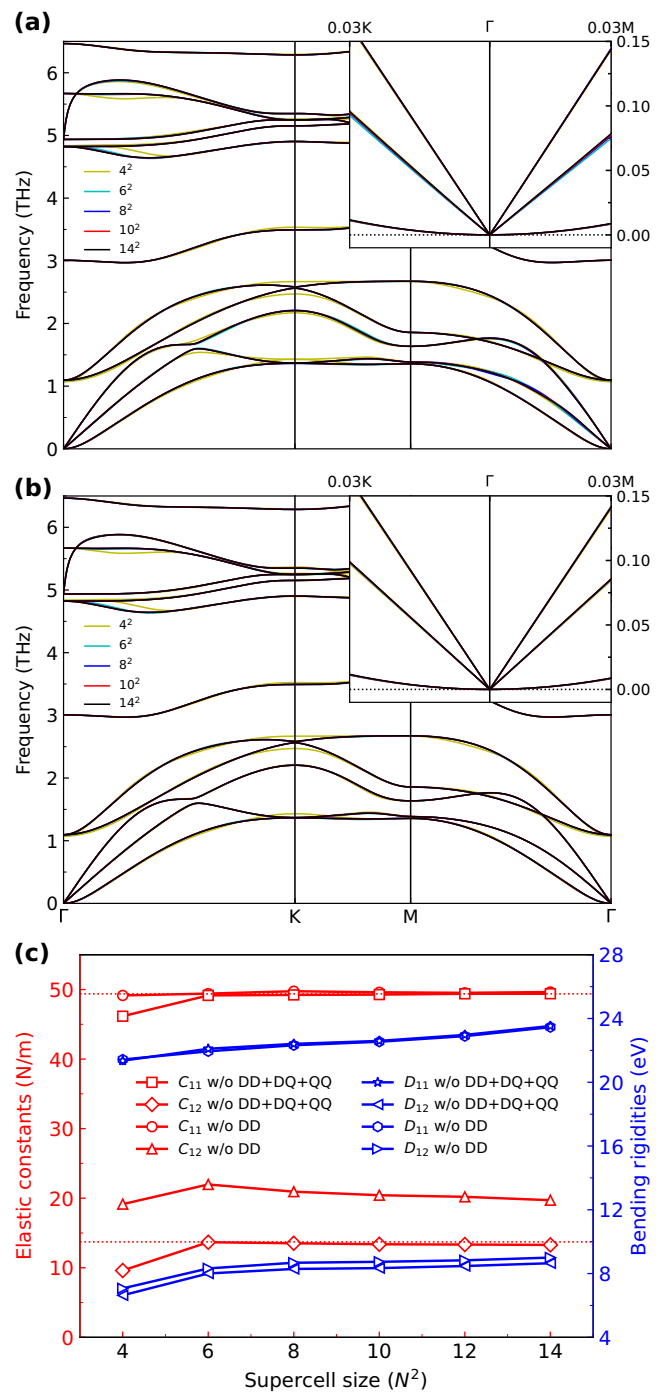 (a)
0.03K Γ 0.03M
Frequency (THz)
6
5
4
3
2
1
0
0.15
0.10
0.05
0.00
4²
6²
8²
10²
14²
(b)
0.03K Γ 0.03M
Frequency (THz)
6
5
4
3
2
1
0
0.15
0.10
0.05
0.00
4²
6²
8²
10²
14²
Γ K M Γ
(c)
Elastic constants (N/m)
50
40
30
20
10
0
Bending rigidities (eV)
28
24
20
16
12
8
4
C₁₁ w/o DD+DQ+QQ
C₁₂ w/o DD+DQ+QQ
C₁₁ w/o DD
C₁₂ w/o DD
D₁₁ w/o DD+DQ+QQ
D₁₂ w/o DD+DQ+QQ
D₁₁ w/o DD
D₁₂ w/o DD
4 6 8 10 12 14
Supercell size (N²)